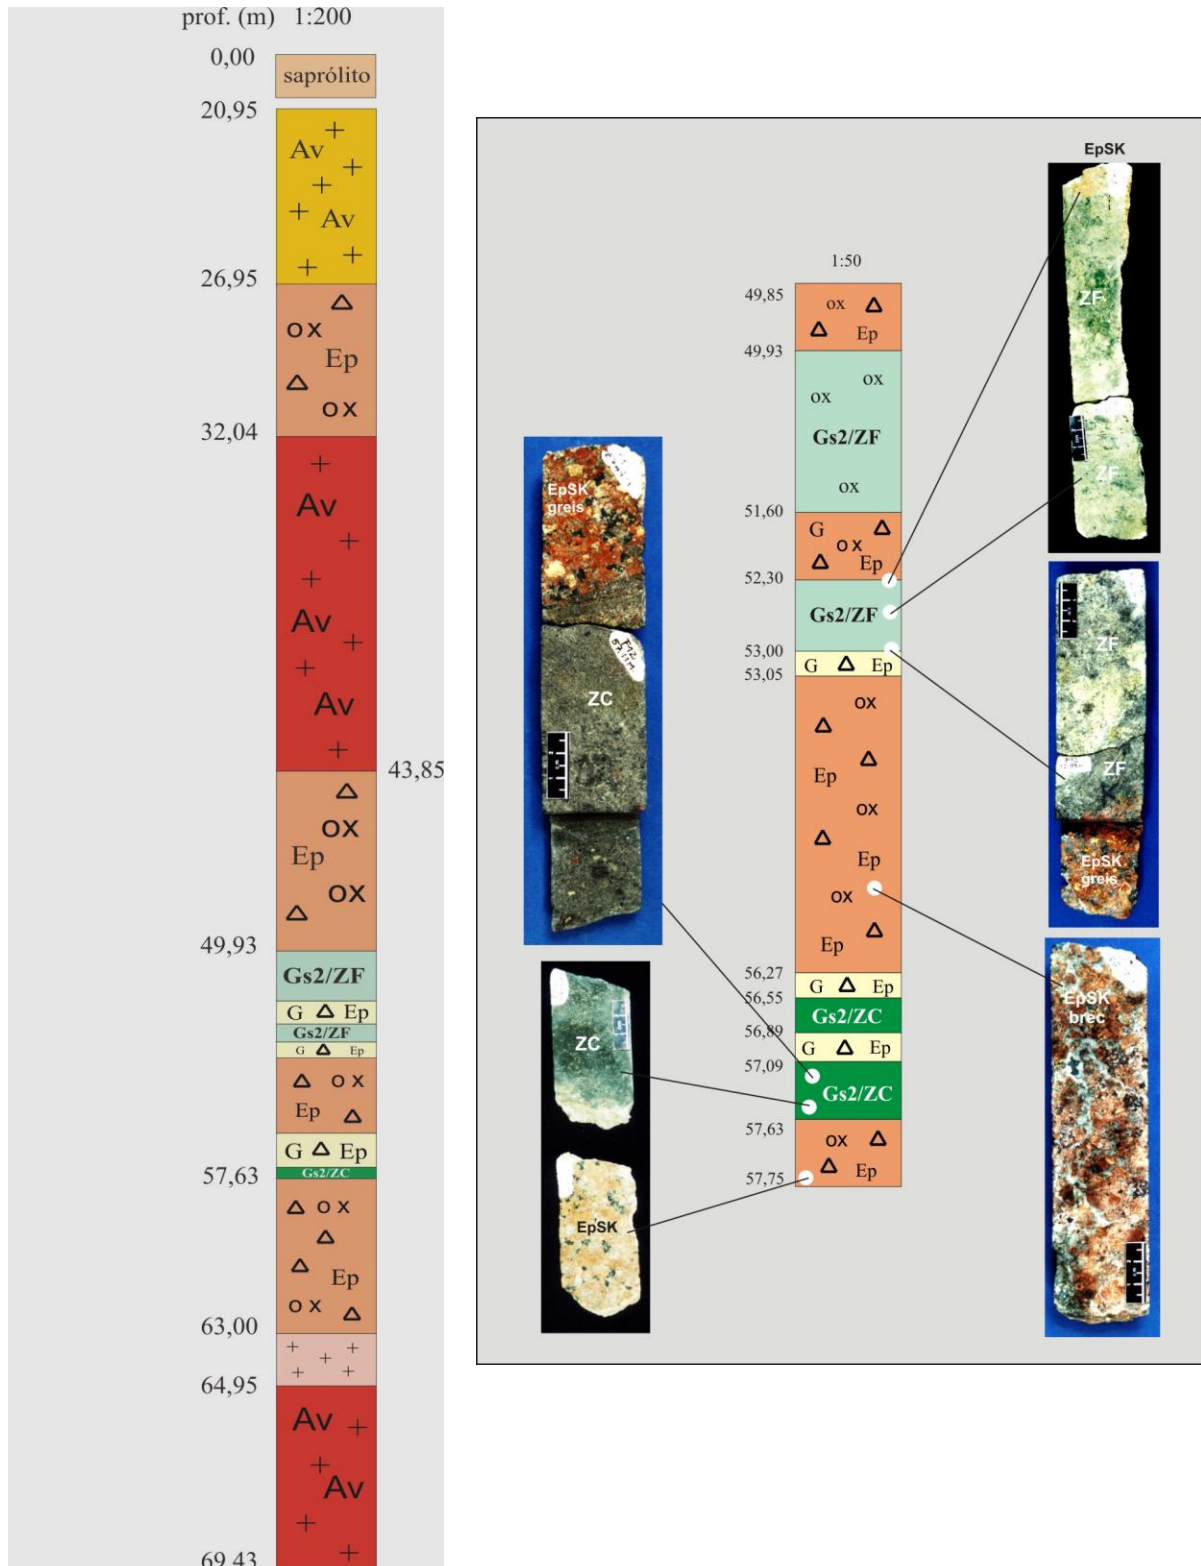 prof. (m) 1:200
0,00
saprólito
20,95
Av
Av
26,95
OX
Ep
OX
32,04
Av
Av
Av
43,85
OX
Ep
OX
49,93
Gs2/ZF
G Ep
Gs2/ZF
G Ep
OX
Ep
G Ep
Gs2/ZC
57,63
OX
Ep
OX
63,00
64,95
Av
Av
69,43
EpSK
greis
ZC
ZC
EpSK
1:50
49,85
ox
Ep
49,93
ox
ox
Gs2/ZF
ox
51,60
G
OX
Ep
52,30
Gs2/ZF
53,00
G Ep
53,05
OX
Ep
OX
Ep
OX
Ep
56,27
G Ep
56,55
Gs2/ZC
56,89
G Ep
57,09
Gs2/ZC
57,63
OX
Ep
57,75
EpSK
ZF
ZF
ZF
ZF
EpSK
greis
EpSK
brec